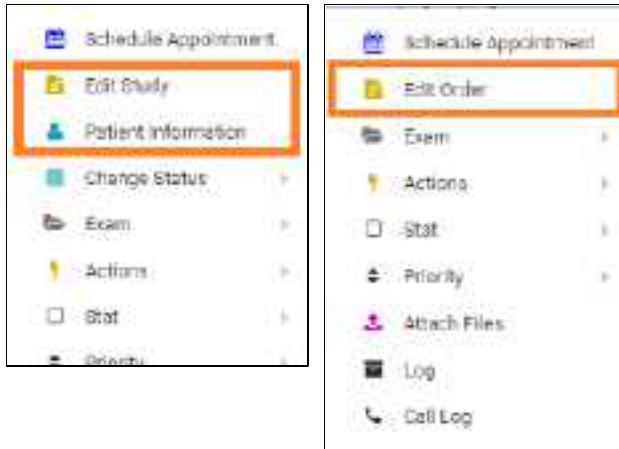 Schedule Appointment
Edit Study
Patient Information
Change Status
Exam
Actions
Stat
Priority
Schedule Appointment
Edit Order
Exam
Actions
Stat
Priority
Attach Files
Log
Call Log